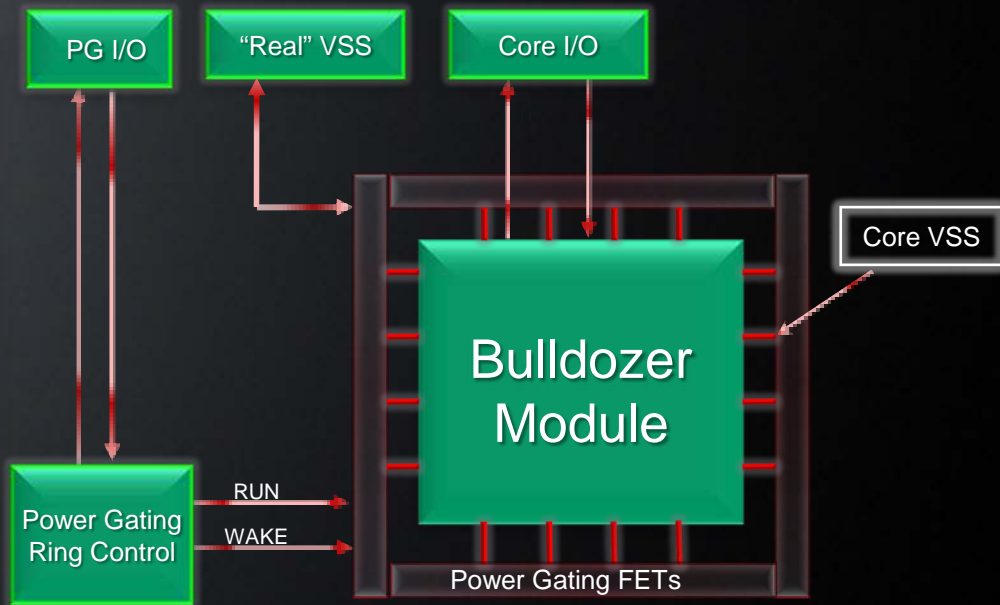 PG I/O
“Real” VSS
Core I/O
Core VSS
Bulldozer
Module
RUN
WAKE
Power Gating
Ring Control
Power Gating FETs